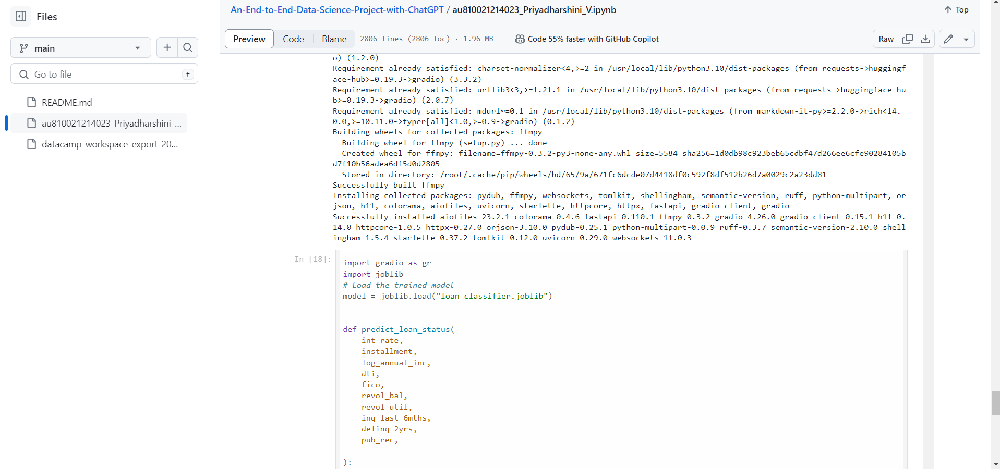 Files
main
Go to file
t
README.md
au810021214023_Priyadharshini_...
datacamp_workspace_export_20...
An-End-to-End-Data-Science-Project-with-ChatGPT / au810021214023_Priyadharshini_V.ipynb
Top
Preview
Code
Blame
2806 lines (2806 loc) · 1.96 MB
Code 55% faster with GitHub Copilot
Raw
o) (1.2.0)
Requirement already satisfied: charset-normalizer<4,>=2 in /usr/local/lib/python3.10/dist-packages (from requests->huggingf
ace-hub>=0.19.3->gradio) (3.3.2)
Requirement already satisfied: urllib3<3,>=1.21.1 in /usr/local/lib/python3.10/dist-packages (from requests->huggingface-hu
b>=0.19.3->gradio) (2.0.7)
Requirement already satisfied: mdurl~=0.1 in /usr/local/lib/python3.10/dist-packages (from markdown-it-py>=2.2.0->rich<14.
0.0,>=10.11.0->typer[all]<1.0,>=0.9->gradio) (0.1.2)
Building wheels for collected packages: ffmpy
  Building wheel for ffmpy (setup.py) ... done
  Created wheel for ffmpy: filename=ffmpy-0.3.2-py3-none-any.whl size=5584 sha256=1d0db98c923beb65cdbf47d266ee6cfe90284105b
d7f10b56adea6df5d0d2805
  Stored in directory: /root/.cache/pip/wheels/bd/65/9a/671fc6dcde07d4418df0c592f8df512b26d7a0029c2a23dd81
Successfully built ffmpy
Installing collected packages: pydub, ffmpy, websockets, tomlkit, shellingham, semantic-version, ruff, python-multipart, or
json, h11, colorama, aiofiles, uvicorn, starlette, httpcore, httpx, fastapi, gradio-client, gradio
Successfully installed aiofiles-23.2.1 colorama-0.4.6 fastapi-0.110.1 ffmpy-0.3.2 gradio-4.26.0 gradio-client-0.15.1 h11-0.
14.0 httpcore-1.0.5 httpx-0.27.0 orjson-3.10.0 pydub-0.25.1 python-multipart-0.0.9 ruff-0.3.7 semantic-version-2.10.0 shell
ingham-1.5.4 starlette-0.37.2 tomlkit-0.12.0 uvicorn-0.29.0 websockets-11.0.3
In [18]:
import gradio as gr
import joblib
# Load the trained model
model = joblib.load("loan_classifier.joblib")
def predict_loan_status(
    int_rate,
    installment,
    log_annual_inc,
    dti,
    fico,
    revol_bal,
    revol_util,
    inq_last_6mths,
    delinq_2yrs,
    pub_rec,
):